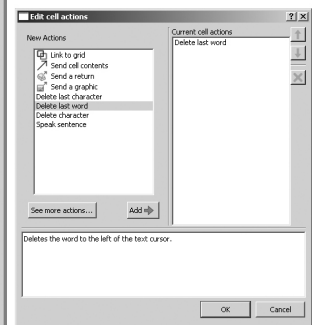 Edit cell actions
New Actions
Link to grid
Send cell contents
Send a return
Send a graphic
Delete last character
Delete last word
Delete character
Speak sentence
See more actions...
Add
Current cell actions
Delete last word
Deletes the word to the left of the text cursor.
OK
Cancel